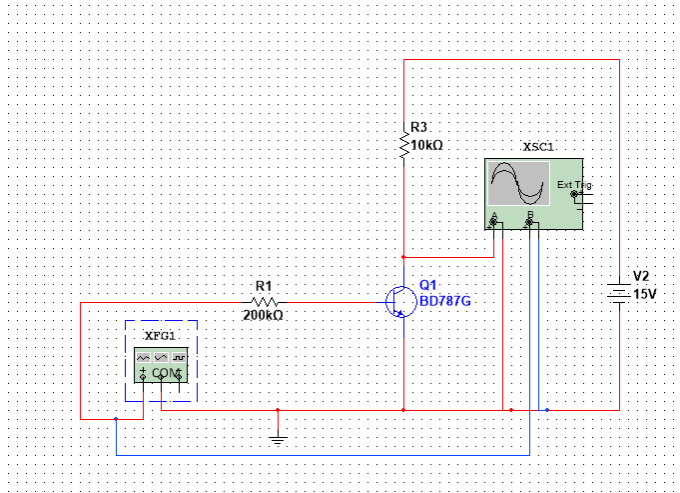 R3
10kΩ
XSC1
Ext Trig
+
-
A
B
+
-
+
-
V2
15V
Q1
BD787G
R1
200kΩ
XFG1
+
COM